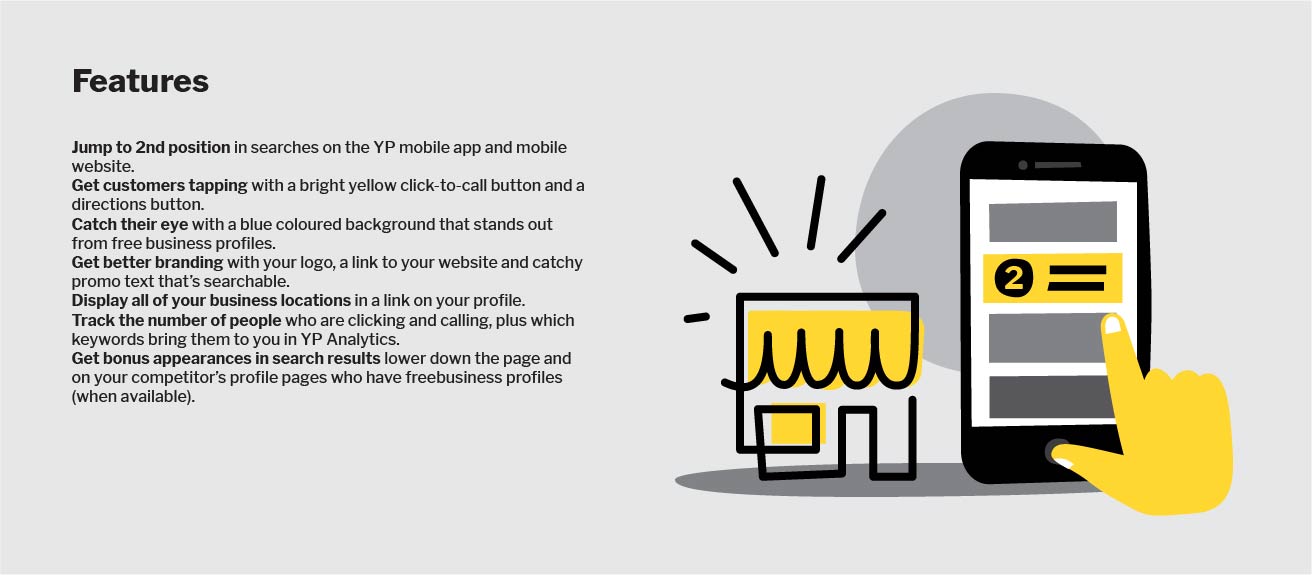 Features
Jump to 2nd position in searches on the YP mobile app and mobile
website.
Get customers tapping with a bright yellow click-to-call button and a
directions button.
Catch their eye with a blue coloured background that stands out
from free business profiles.
Get better branding with your logo, a link to your website and catchy
promo text that’s searchable.
Display all of your business locations in a link on your profile.
Track the number of people who are clicking and calling, plus which
keywords bring them to you in YP Analytics.
Get bonus appearances in search results lower down the page and
on your competitor’s profile pages who have freebusiness profiles
(when available).
2